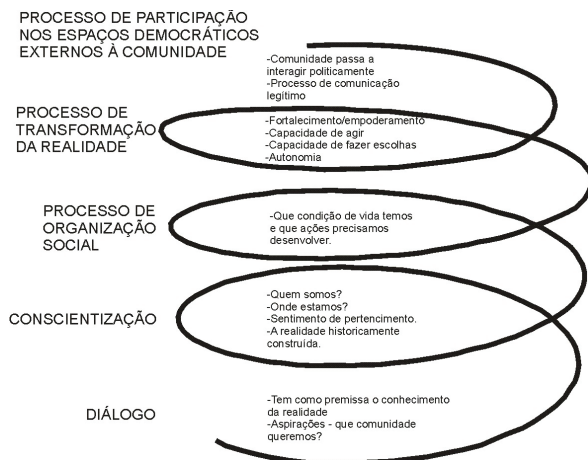 PROCESSO DE PARTICIPAÇÃO
NOS ESPAÇOS DEMOCRÁTICOS
EXTERNOS À COMUNIDADE
-Comunidade passa a
interagir politicamente
-Processo de comunicação
legítimo
PROCESSO DE
TRANSFORMAÇÃO
DA REALIDADE
-Fortalecimento/empoderamento
-Capacidade de agir
-Capacidade de fazer escolhas
-Autonomia
PROCESSO DE
ORGANIZAÇÃO
SOCIAL
-Que condição de vida temos
e que ações precisamos
desenvolver.
CONSCIENTIZAÇÃO
-Quem somos?
-Onde estamos?
-Sentimento de pertencimento.
-A realidade historicamente
construída.
DIÁLOGO
-Tem como premissa o conhecimento
da realidade
-Aspirações - que comunidade
queremos?